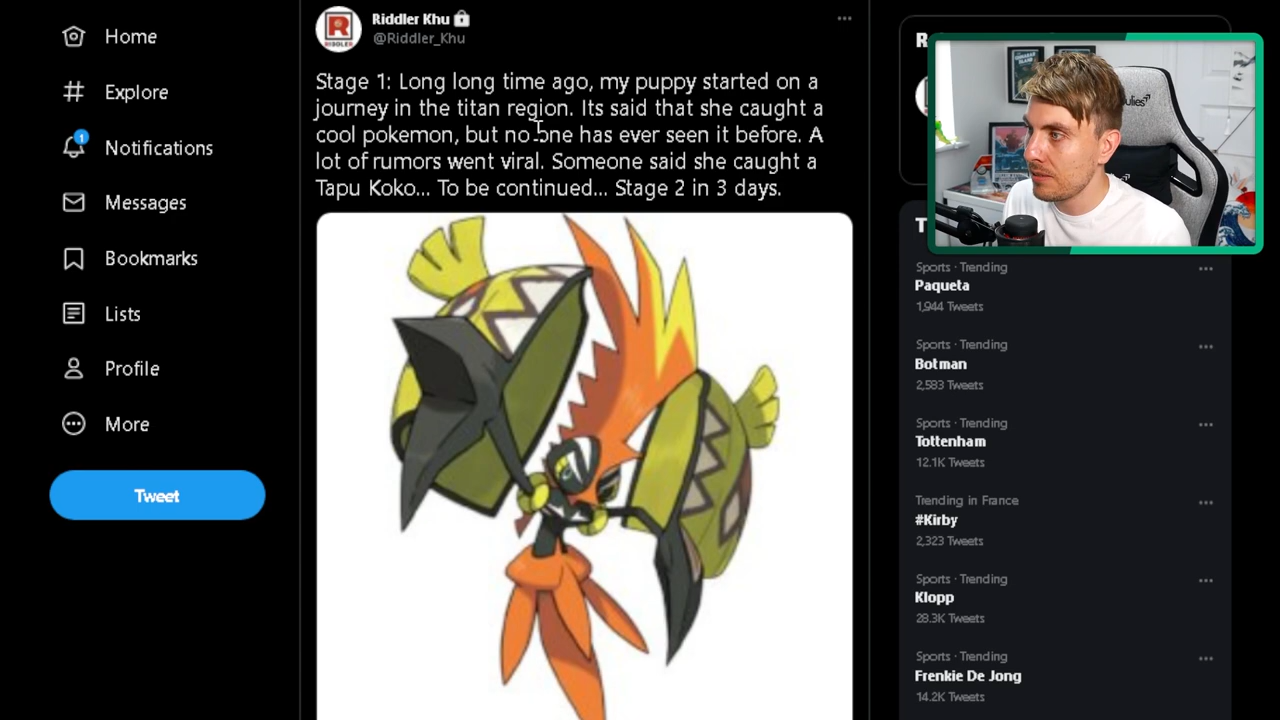 Home
Explore
1
Notifications
Messages
Bookmarks
Lists
Profile
More
Tweet
RIDDLER
Riddler Khu
@Riddler_Khu
Stage 1: Long long time ago, my puppy started on a
journey in the titan region. Its said that she caught a
cool pokemon, but no one has ever seen it before. A
lot of rumors went viral. Someone said she caught a
Tapu Koko... To be continued... Stage 2 in 3 days.
Sports · Trending
Paqueta
1,944 Tweets
Sports · Trending
Botman
2,583 Tweets
Sports · Trending
Tottenham
12.1K Tweets
Trending in France
#Kirby
2,323 Tweets
Sports · Trending
Klopp
28.3K Tweets
Sports · Trending
Frenkie De Jong
14.2K Tweets